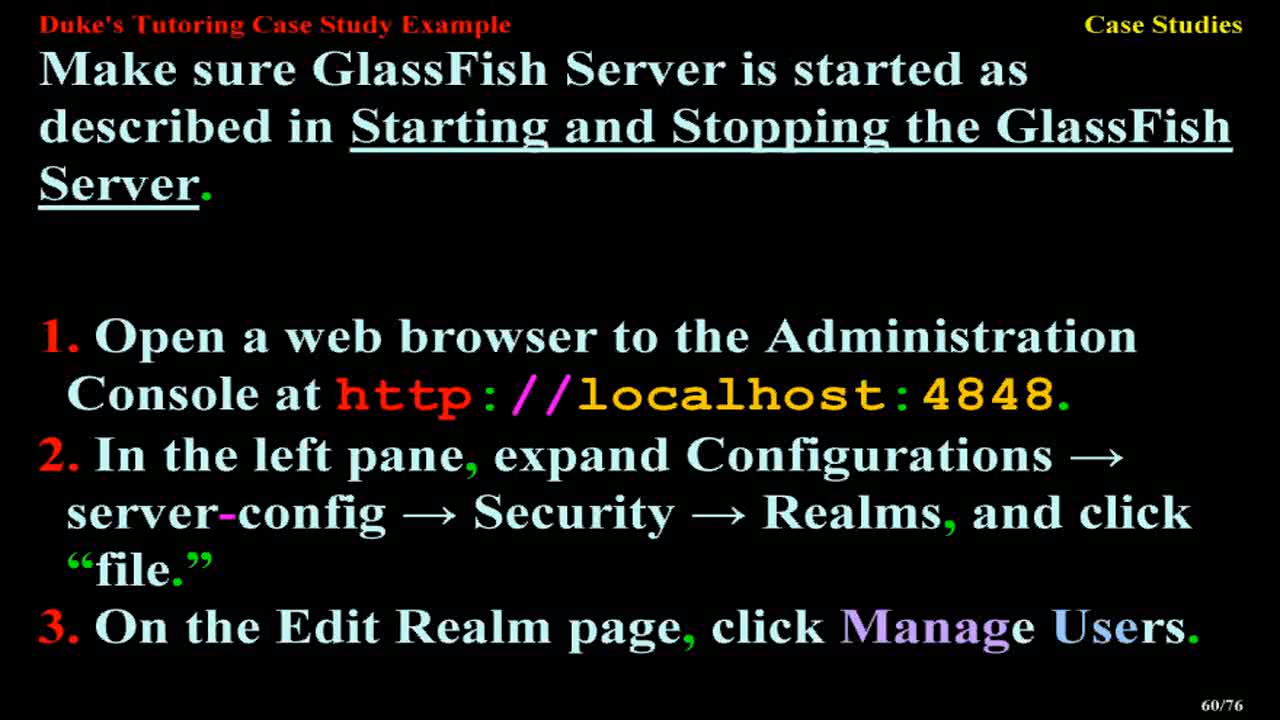 Duke's Tutoring Case Study Example
Case Studies
Make sure GlassFish Server is started as
described in Starting and Stopping the GlassFish
Server.
1. Open a web browser to the Administration
Console at http://localhost:4848.
2. In the left pane, expand Configurations →
server-config → Security → Realms, and click
“file.”
3. On the Edit Realm page, click Manage Users.
60/76